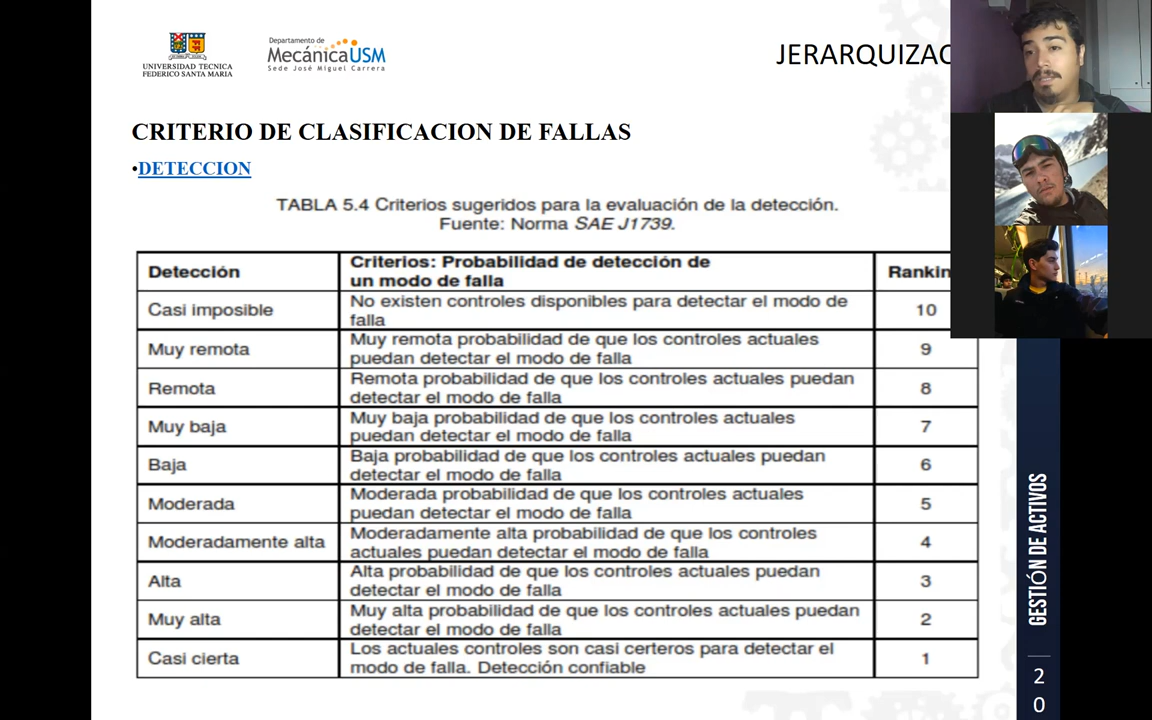 UNIVERSIDAD TECNICA
FEDERICO SANTA MARIA
Departamento de
MecánicaUSM
Sede José Miguel Carrera
JERARQUIZAC
CRITERIO DE CLASIFICACION DE FALLAS
•DETECCION
TABLA 5.4 Criterios sugeridos para la evaluación de la detección.
Fuente: Norma SAE J1739.
Detección
Criterios: Probabilidad de detección de
un modo de falla
Rankin
Casi imposible
No existen controles disponibles para detectar el modo de
falla
10
Muy remota
Muy remota probabilidad de que los controles actuales
puedan detectar el modo de falla
9
Remota
Remota probabilidad de que los controles actuales puedan
detectar el modo de falla
8
Muy baja
Muy baja probabilidad de que los controles actuales
puedan detectar el modo de falla
7
Baja
Baja probabilidad de que los controles actuales puedan
detectar el modo de falla
6
Moderada
Moderada probabilidad de que los controles actuales
puedan detectar el modo de falla
5
Moderadamente alta
Moderadamente alta probabilidad de que los controles
actuales puedan detectar el modo de falla
4
Alta
Alta probabilidad de que los controles actuales puedan
detectar el modo de falla
3
Muy alta
Muy alta probabilidad de que los controles actuales puedan
detectar el modo de falla
2
Casi cierta
Los actuales controles son casi certeros para detectar el
modo de falla. Detección confiable
1
GESTIÓN DE ACTIVOS
2
0